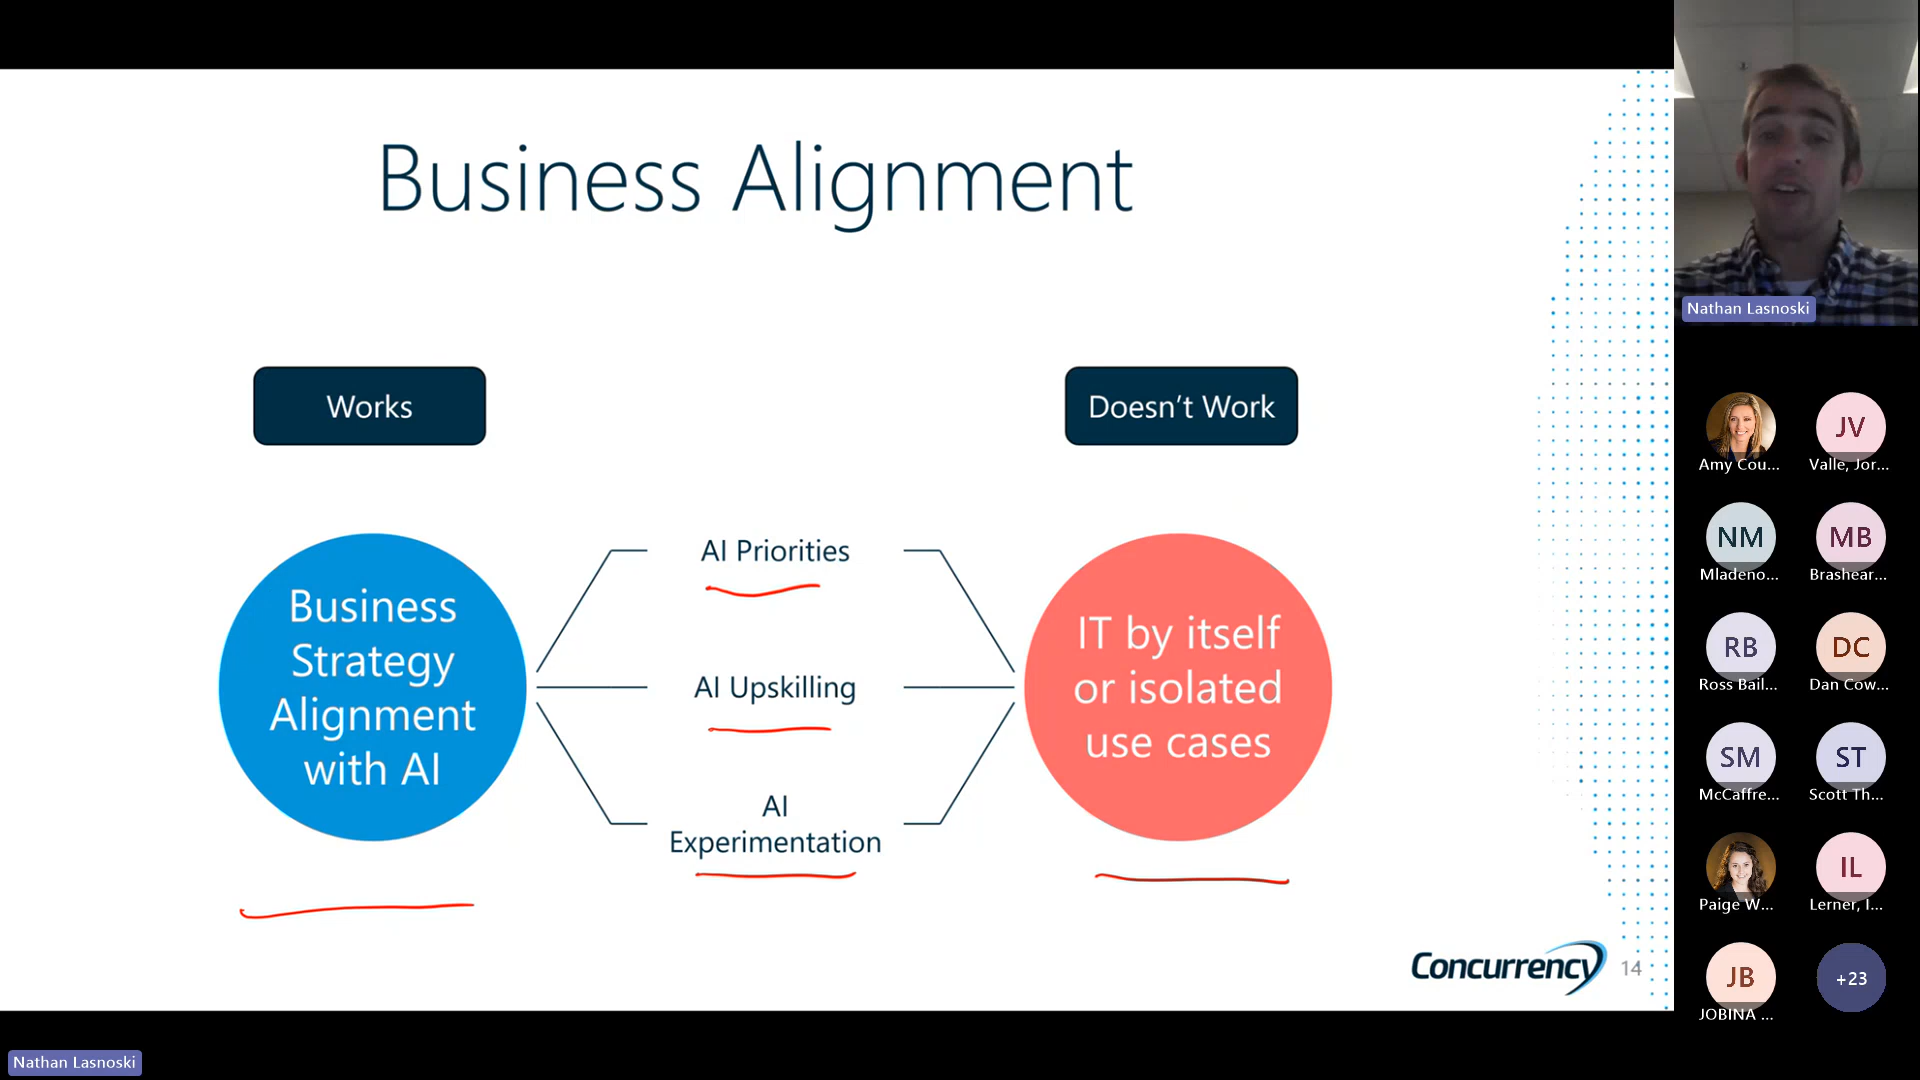 Business Alignment
Works
Doesn't Work
Business
Strategy
Alignment
with AI
AI Priorities
AI Upskilling
AI
Experimentation
IT by itself
or isolated
use cases
Concurrency
14
Nathan Lasnoski
Amy Cou...
JV
Valle, Jor...
NM
Mladeno...
MB
Brashear...
RB
Ross Bail...
DC
Dan Cow...
SM
McCaffre...
ST
Scott Th...
Paige W...
IL
Lerner, I...
JB
JOBINA ...
+23
Nathan Lasnoski